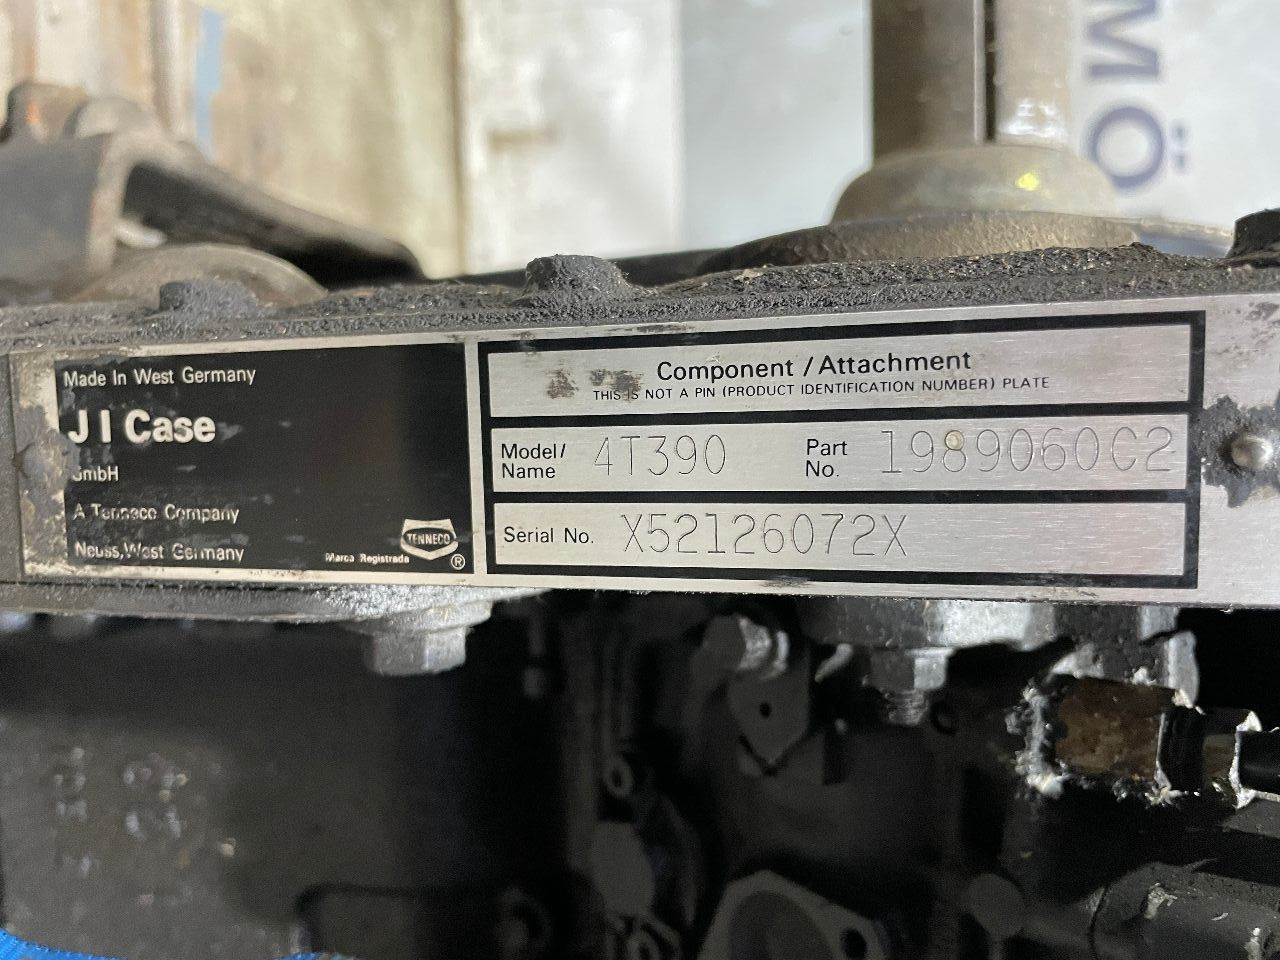 MÖ
Made In West Germany
J I Case
GmbH
A Tenneco Company
Neuss, West Germany
Marca Registrada
TENNECO
®
Component / Attachment
THIS IS NOT A PIN (PRODUCT IDENTIFICATION NUMBER) PLATE
Model/ Name 4T390 Part No. 1989060C2
Serial No. X52126072X